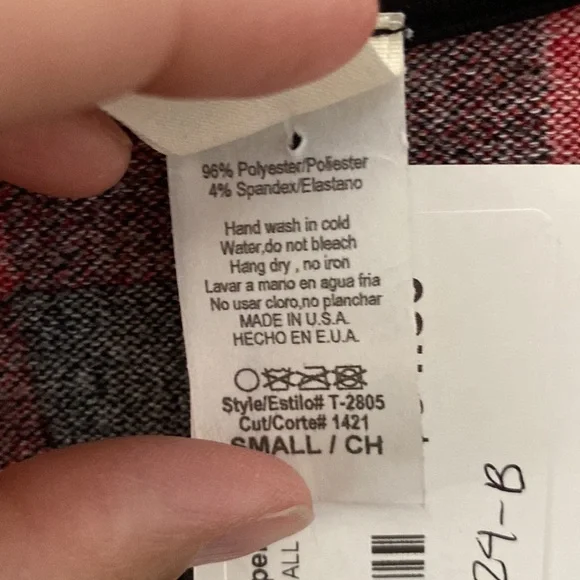 96% Polyester/Poliester
4% Spandex/Elastano
Hand wash in cold
Water,do not bleach
Hang dry , no iron
Lavar a mano en agua fria
No usar cloro,no planchar
MADE IN U.S.A.
HECHO EN E.U.A.
Style/Estilo# T-2805
Cut/Corte# 1421
SMALL / CH
24-B